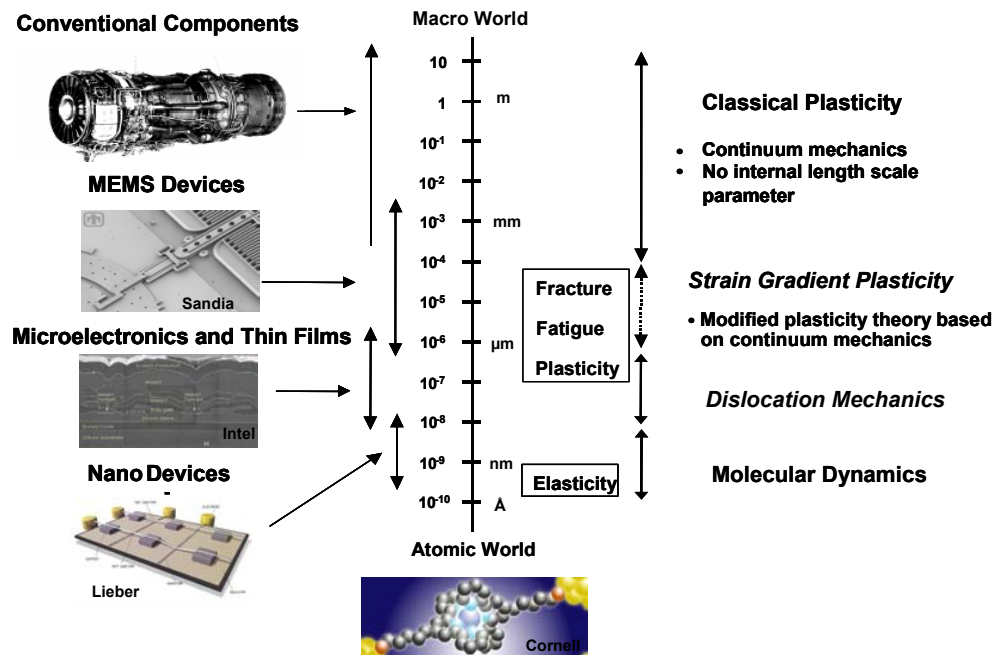 Conventional Components
MEMS Devices
Sandia
Microelectronics and Thin Films
Intel
Nano Devices
Lieber
Macro World
10
1
m
10-1
10-2
10-3
mm
10-4
10-5
10-6
µm
10-7
10-8
10-9
nm
10-10
Å
Atomic World
Cornell
Fracture
Fatigue
Plasticity
Elasticity
Classical Plasticity
• Continuum mechanics
• No internal length scale
parameter
Strain Gradient Plasticity
• Modified plasticity theory based
on continuum mechanics
Dislocation Mechanics
Molecular Dynamics